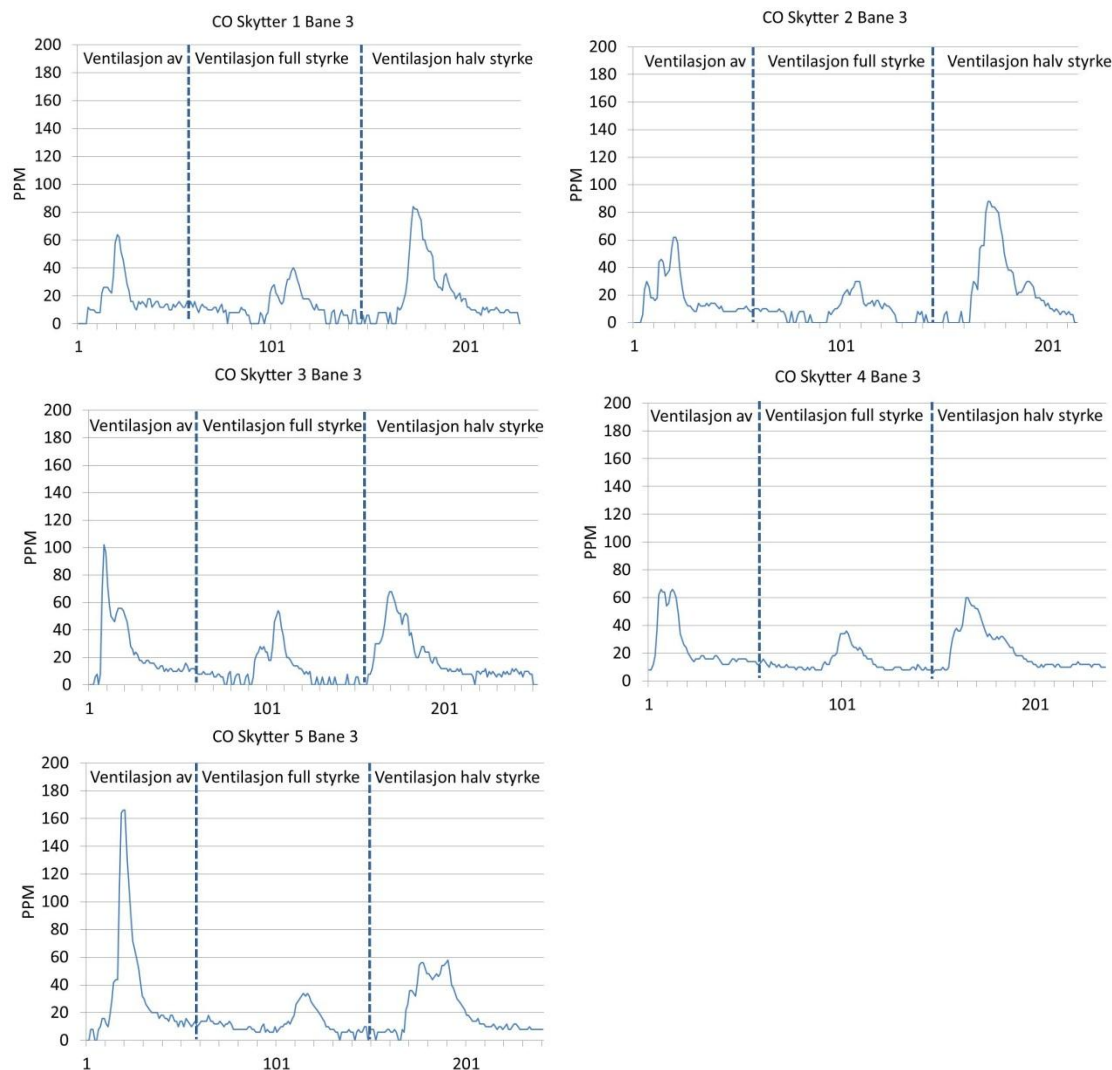 CO Skytter 1 Bane 3
200
180
160
140
120
100
80
60
40
20
0
PPM
Ventilasjon av
Ventilasjon full styrke
Ventilasjon halv styrke
1
101
201
CO Skytter 2 Bane 3
200
180
160
140
120
100
80
60
40
20
0
PPM
Ventilasjon av
Ventilasjon full styrke
Ventilasjon halv styrke
1
101
201
CO Skytter 3 Bane 3
200
180
160
140
120
100
80
60
40
20
0
PPM
Ventilasjon av
Ventilasjon full styrke
Ventilasjon halv styrke
1
101
201
CO Skytter 4 Bane 3
200
180
160
140
120
100
80
60
40
20
0
PPM
Ventilasjon av
Ventilasjon full styrke
Ventilasjon halv styrke
1
101
201
CO Skytter 5 Bane 3
200
180
160
140
120
100
80
60
40
20
0
PPM
Ventilasjon av
Ventilasjon full styrke
Ventilasjon halv styrke
1
101
201